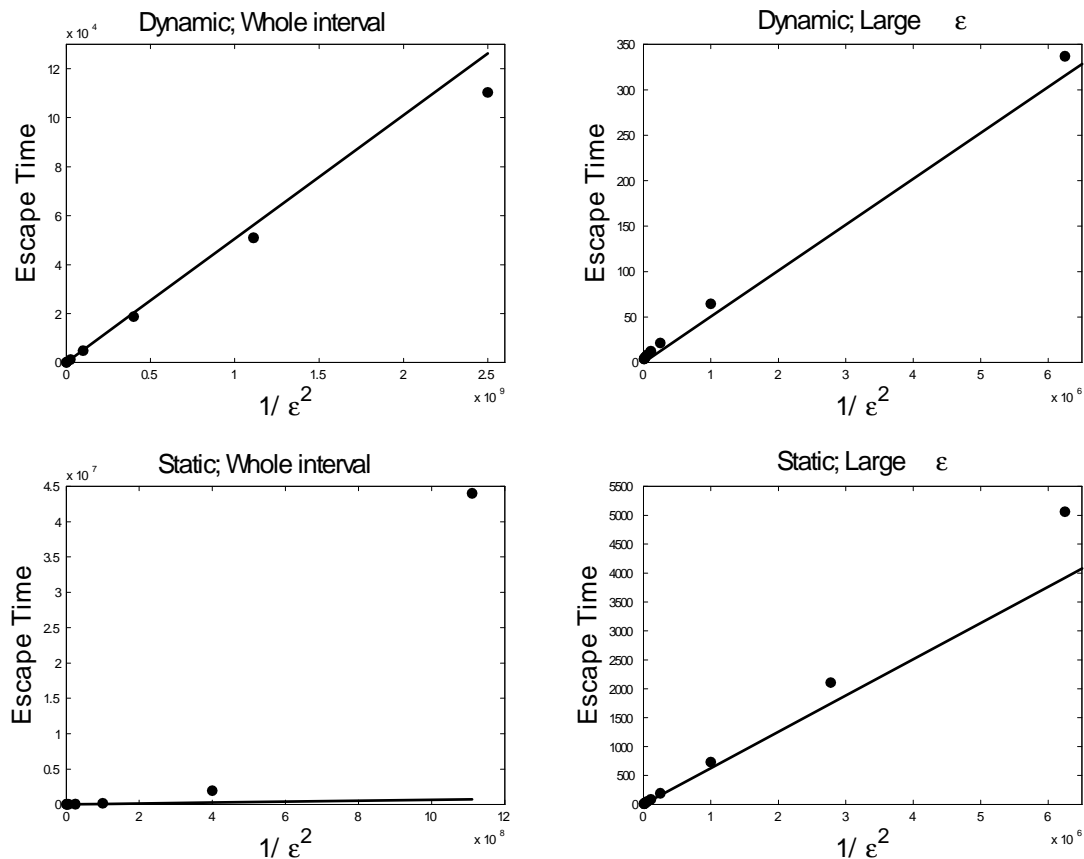 Dynamic; Whole interval
x 10^4
12
10
8
6
4
2
0
Escape Time
0 0.5 1 1.5 2 2.5
x 10^9
1/ ε^2
Dynamic; Large ε
350
300
250
200
150
100
50
0
Escape Time
0 1 2 3 4 5 6
x 10^6
1/ ε^2
Static; Whole interval
x 10^7
4.5
4
3.5
3
2.5
2
1.5
1
0.5
0
Escape Time
0 2 4 6 8 10 12
x 10^8
1/ ε^2
Static; Large ε
5500
5000
4500
4000
3500
3000
2500
2000
1500
1000
500
0
Escape Time
0 1 2 3 4 5 6
x 10^6
1/ ε^2